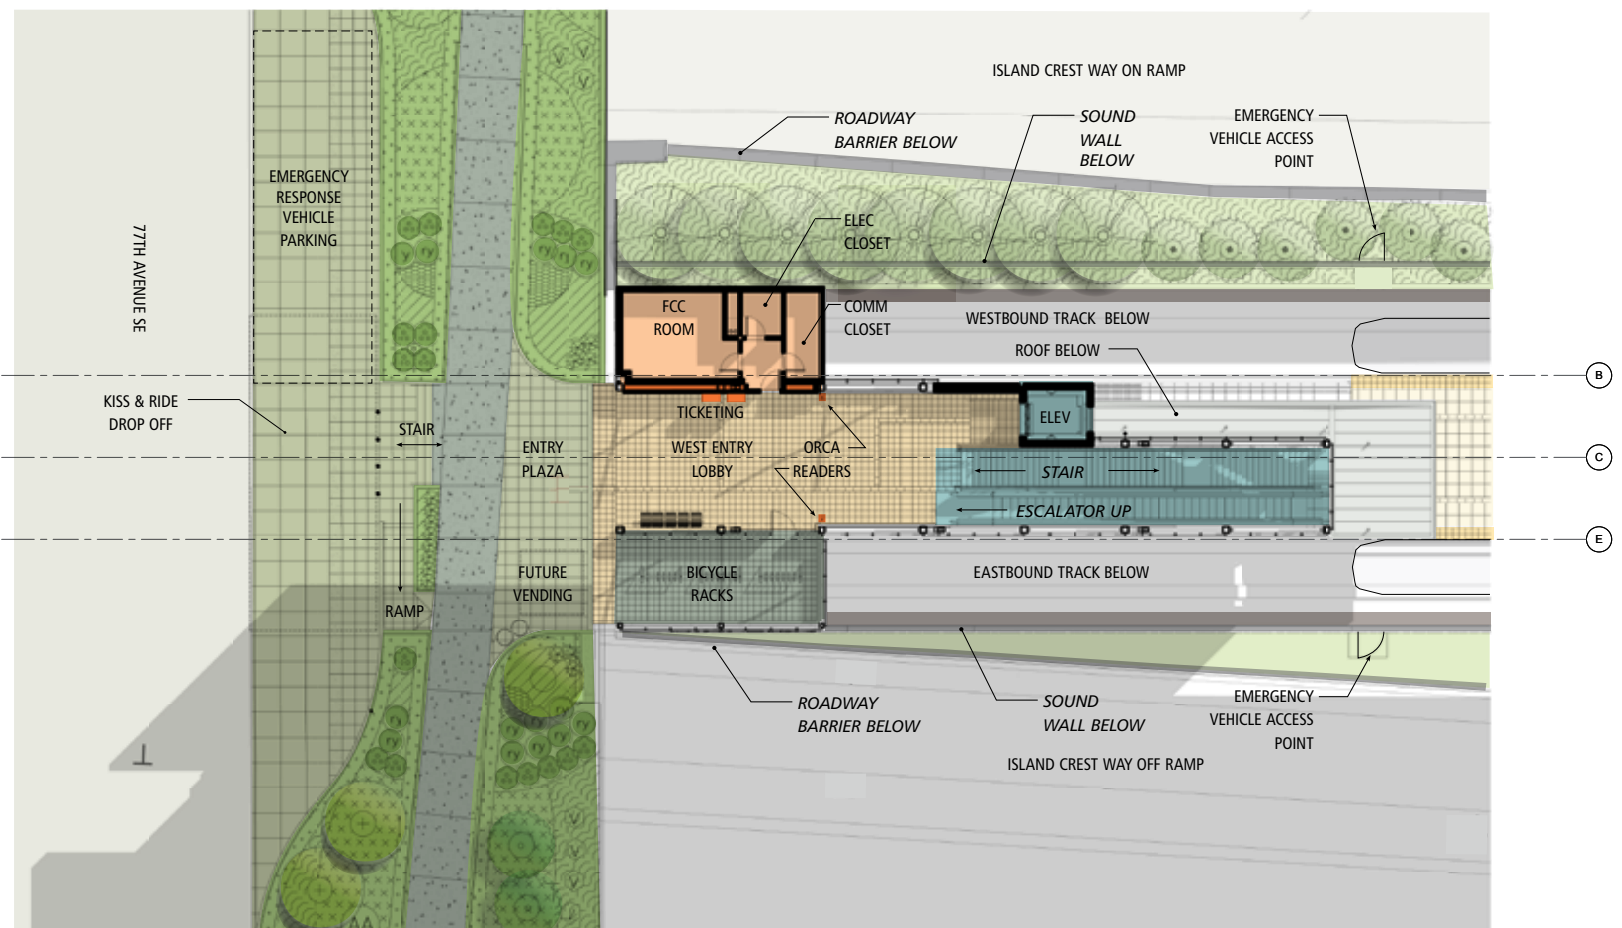 ISLAND CREST WAY ON RAMP
ROADWAY
BARRIER BELOW
SOUND
WALL
BELOW
EMERGENCY
VEHICLE ACCESS
POINT
EMERGENCY
RESPONSE
VEHICLE
PARKING
77TH AVENUE SE
ELEC
CLOSET
FCC
ROOM
COMM
CLOSET
WESTBOUND TRACK BELOW
ROOF BELOW
B
KISS & RIDE
DROP OFF
STAIR
TICKETING
ELEV
ENTRY
PLAZA
WEST ENTRY
LOBBY
ORCA
READERS
STAIR
C
ESCALATOR UP
E
FUTURE
VENDING
BICYCLE
RACKS
EASTBOUND TRACK BELOW
RAMP
ROADWAY
BARRIER BELOW
SOUND
WALL BELOW
EMERGENCY
VEHICLE ACCESS
POINT
ISLAND CREST WAY OFF RAMP